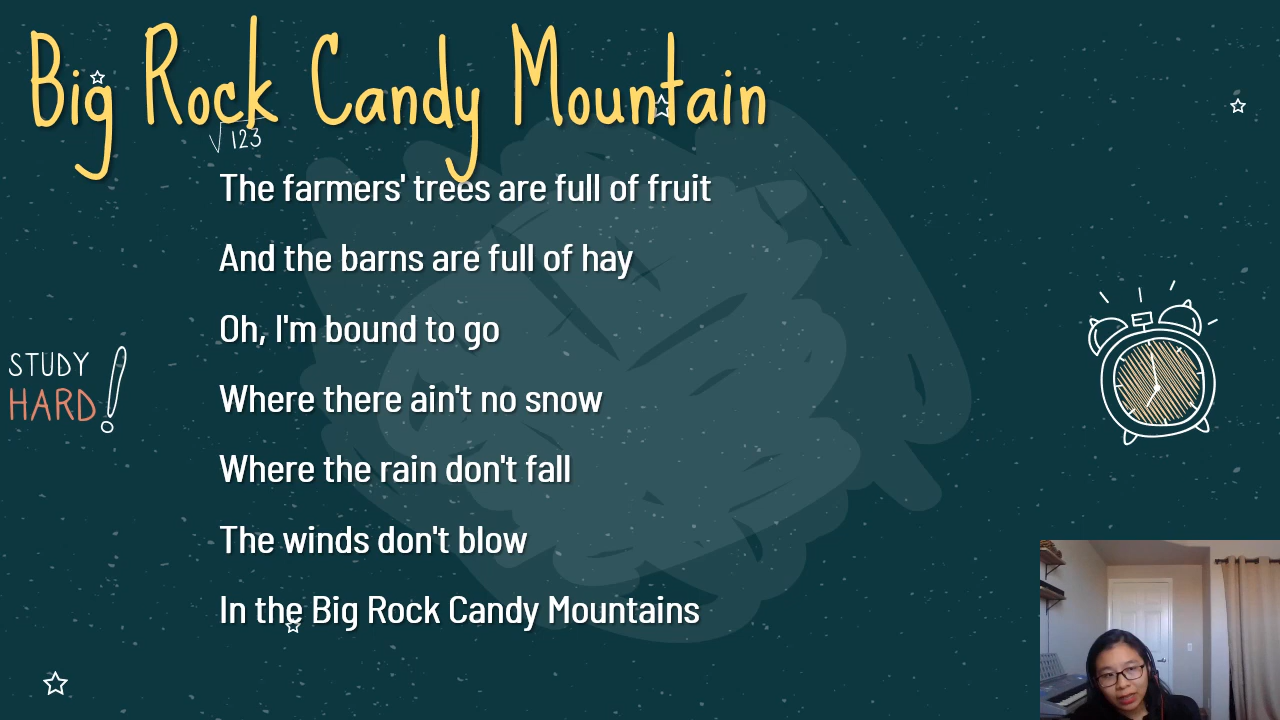 Big Rock Candy Mountain
√123
The farmers' trees are full of fruit
And the barns are full of hay
Oh, I'm bound to go
Where there ain't no snow
Where the rain don't fall
The winds don't blow
In the Big Rock Candy Mountains
STUDY
HARD!